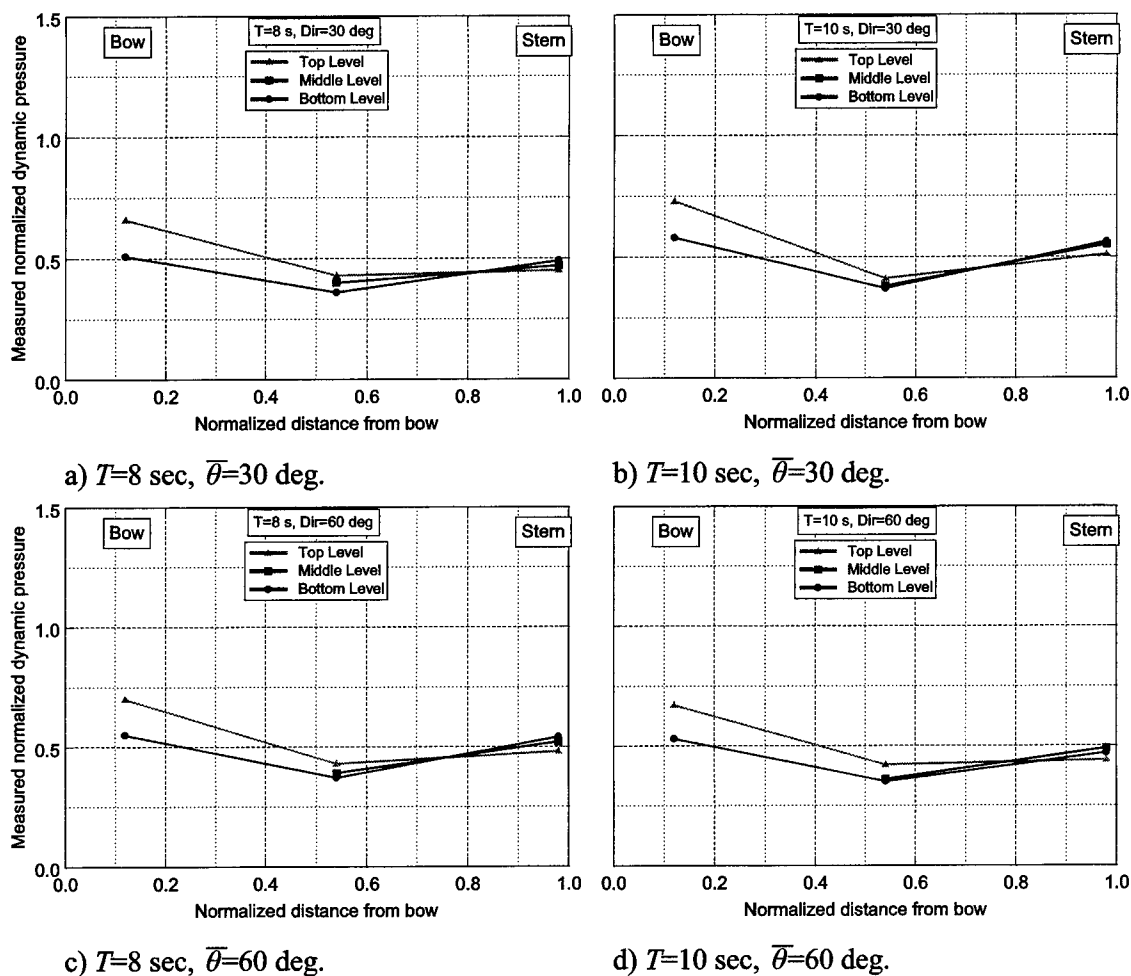 T=8 s, Dir=30 deg
Bow
Stern
Top Level
Middle Level
Bottom Level
Measured normalized dynamic pressure
1.5
1.0
0.5
0.0
0.0 0.2 0.4 0.6 0.8 1.0
Normalized distance from bow
a) T=8 sec, θ̅=30 deg.
T=10 s, Dir=30 deg
Bow
Stern
Top Level
Middle Level
Bottom Level
0.0 0.2 0.4 0.6 0.8 1.0
Normalized distance from bow
b) T=10 sec, θ̅=30 deg.
T=8 s, Dir=60 deg
Bow
Stern
Top Level
Middle Level
Bottom Level
Measured normalized dynamic pressure
1.5
1.0
0.5
0.0
0.0 0.2 0.4 0.6 0.8 1.0
Normalized distance from bow
c) T=8 sec, θ̅=60 deg.
T=10 s, Dir=60 deg
Bow
Stern
Top Level
Middle Level
Bottom Level
0.0 0.2 0.4 0.6 0.8 1.0
Normalized distance from bow
d) T=10 sec, θ̅=60 deg.